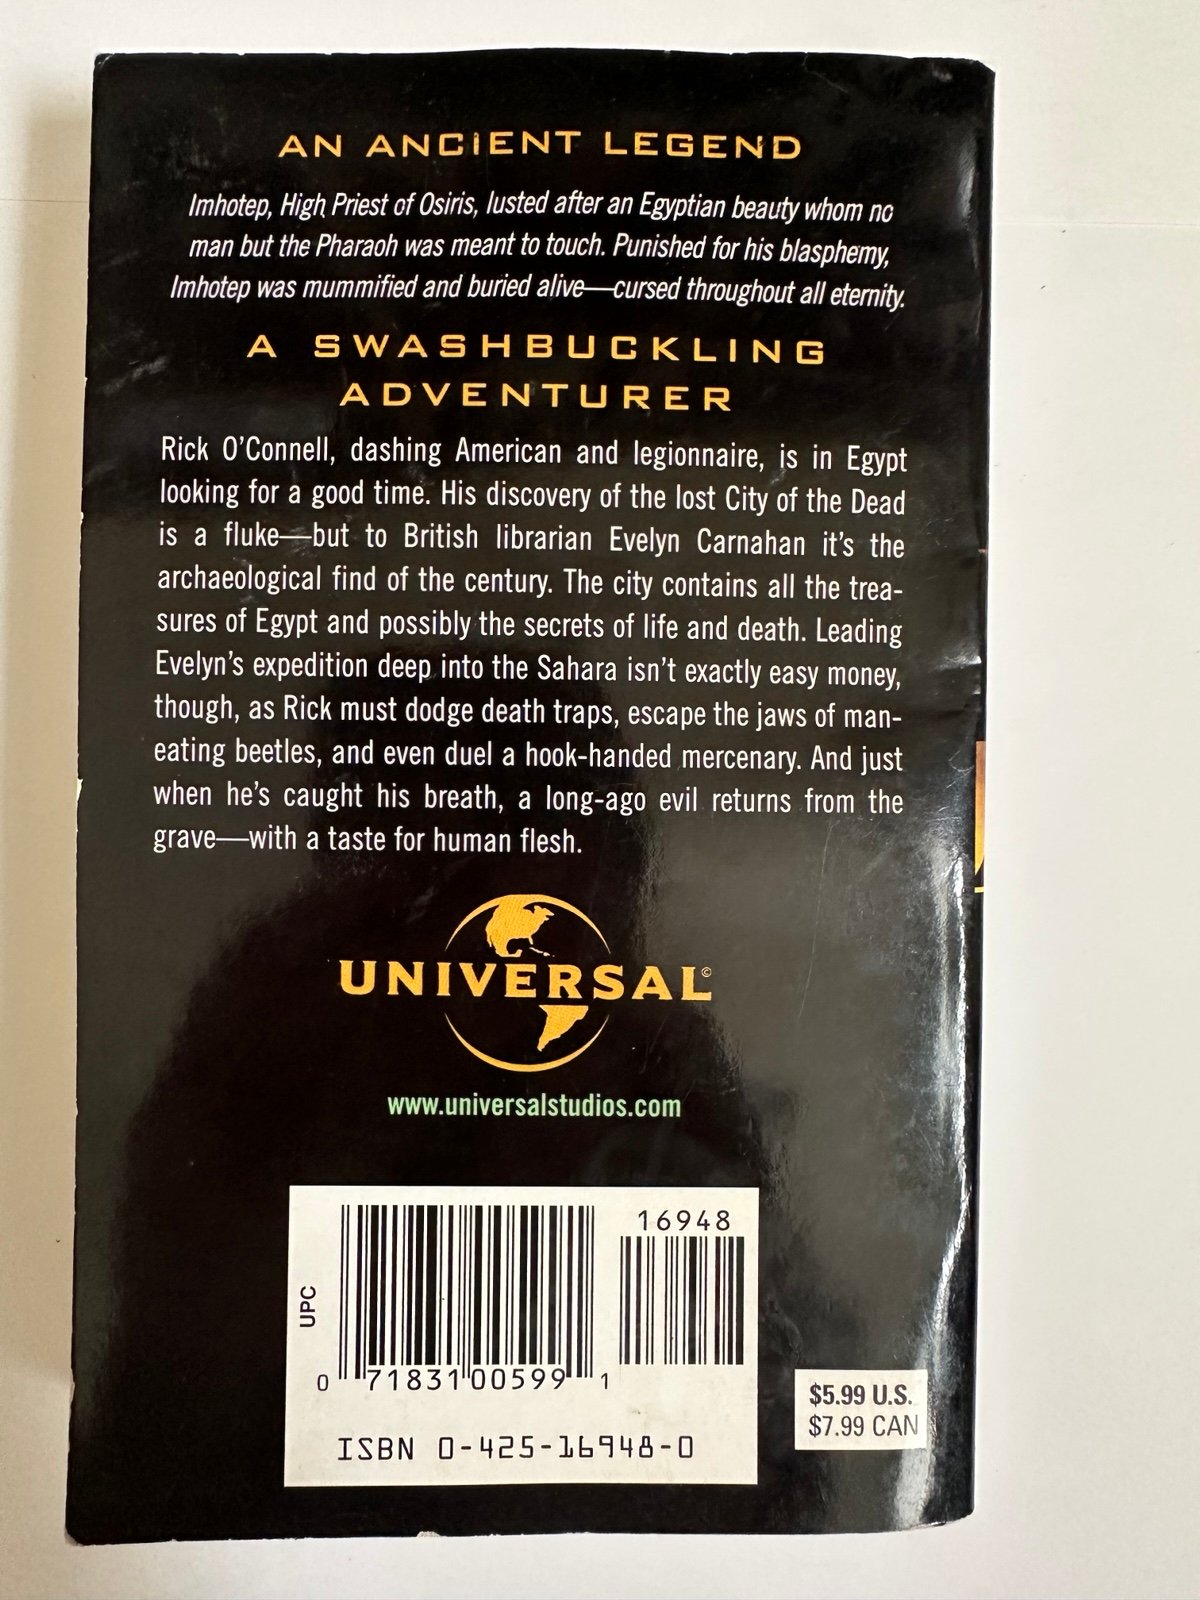 AN ANCIENT LEGEND
Imhotep, High Priest of Osiris, lusted after an Egyptian beauty whom no
man but the Pharaoh was meant to touch. Punished for his blasphemy,
Imhotep was mummified and buried alive—cursed throughout all eternity.
A SWASHBUCKLING
ADVENTURER
Rick O'Connell, dashing American and legionnaire, is in Egypt
looking for a good time. His discovery of the lost City of the Dead
is a fluke—but to British librarian Evelyn Carnahan it's the
archaeological find of the century. The city contains all the trea-
sures of Egypt and possibly the secrets of life and death. Leading
Evelyn's expedition deep into the Sahara isn't exactly easy money,
though, as Rick must dodge death traps, escape the jaws of man-
eating beetles, and even duel a hook-handed mercenary. And just
when he's caught his breath, a long-ago evil returns from the
grave—with a taste for human flesh.
UNIVERSAL©
www.universalstudios.com
16948
UPC
0 71831 00599 1
ISBN 0-425-16948-0
$5.99 U.S.
$7.99 CAN